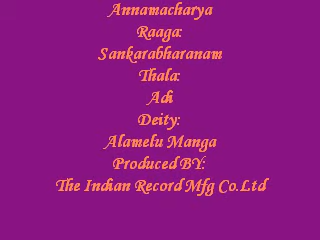 Annamacharya
Raaga:
Sankarabharanam
Thala:
Adi
Deity:
Alamelu Manga
Produced BY:
The Indian Record Mfg Co.Ltd